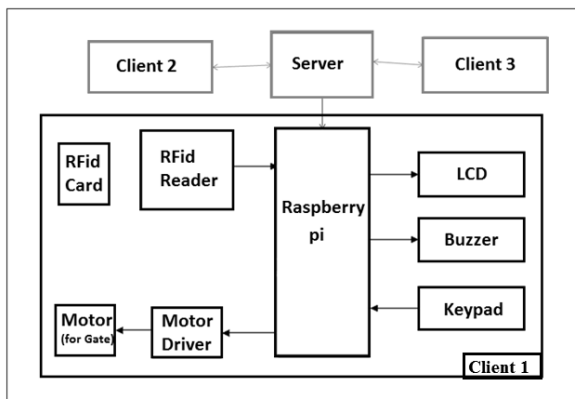 Client 2
Server
Client 3
RFid
Card
RFid
Reader
Raspberry
pi
LCD
Buzzer
Keypad
Motor
(for Gate)
Motor
Driver
Client 1